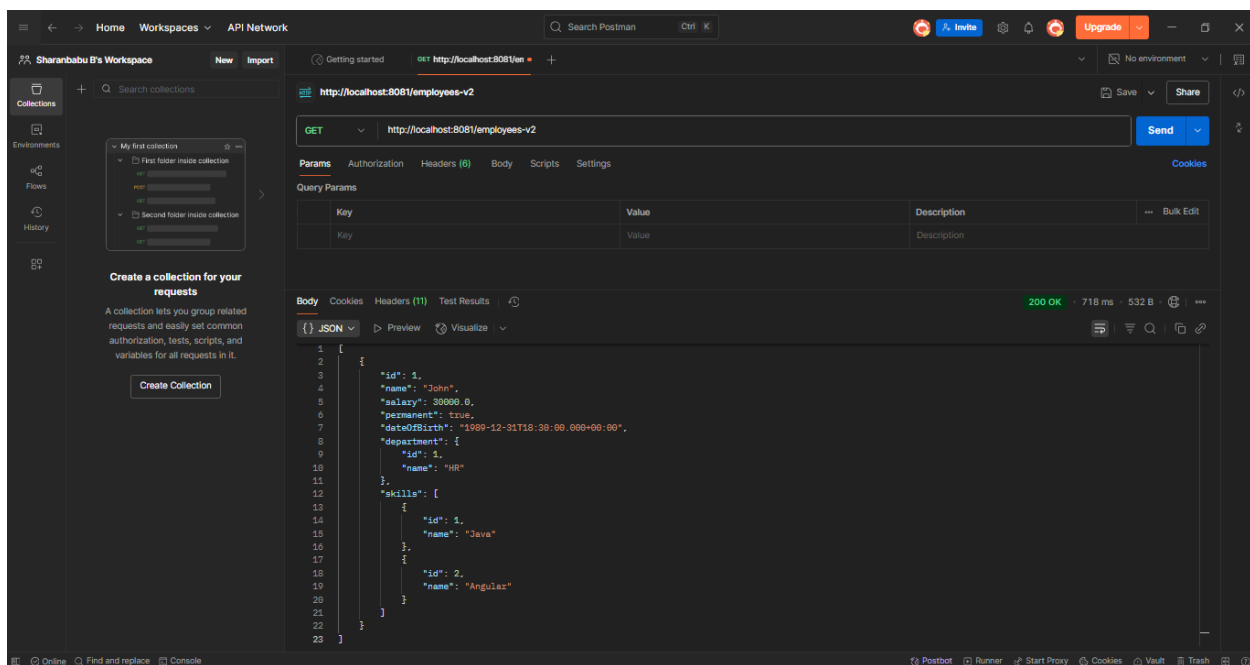 Home Workspaces API Network Search Postman Ctrl K Invite Upgrade
Sharanbabu B's Workspace New Import Getting started GET http://localhost:8081/en No environment
Collections
Environments
Flows
History
Search collections
My first collection
First folder inside collection
GET
POST
GET
Second folder inside collection
GET
GET
Create a collection for your
requests
A collection lets you group related
requests and easily set common
authorization, tests, scripts, and
variables for all requests in it.
Create Collection
HTTP http://localhost:8081/employees-v2 Save Share
GET http://localhost:8081/employees-v2 Send
Params Authorization Headers (6) Body Scripts Settings Cookies
Query Params
Key Value Description Bulk Edit
Key Value Description
Body Cookies Headers (11) Test Results 200 OK 718 ms 532 B
{} JSON Preview Visualize
1 [
2 {
3 "id": 1,
4 "name": "John",
5 "salary": 30000.0,
6 "permanent": true,
7 "dateOfBirth": "1989-12-31T18:30:00.000+00:00",
8 "department": {
9 "id": 1,
10 "name": "HR"
11 },
12 "skills": [
13 {
14 "id": 1,
15 "name": "Java"
16 },
17 {
18 "id": 2,
19 "name": "Angular"
20 }
21 ]
22 }
23 ]
Online Find and replace Console Postbot Runner Start Proxy Cookies Vault Trash